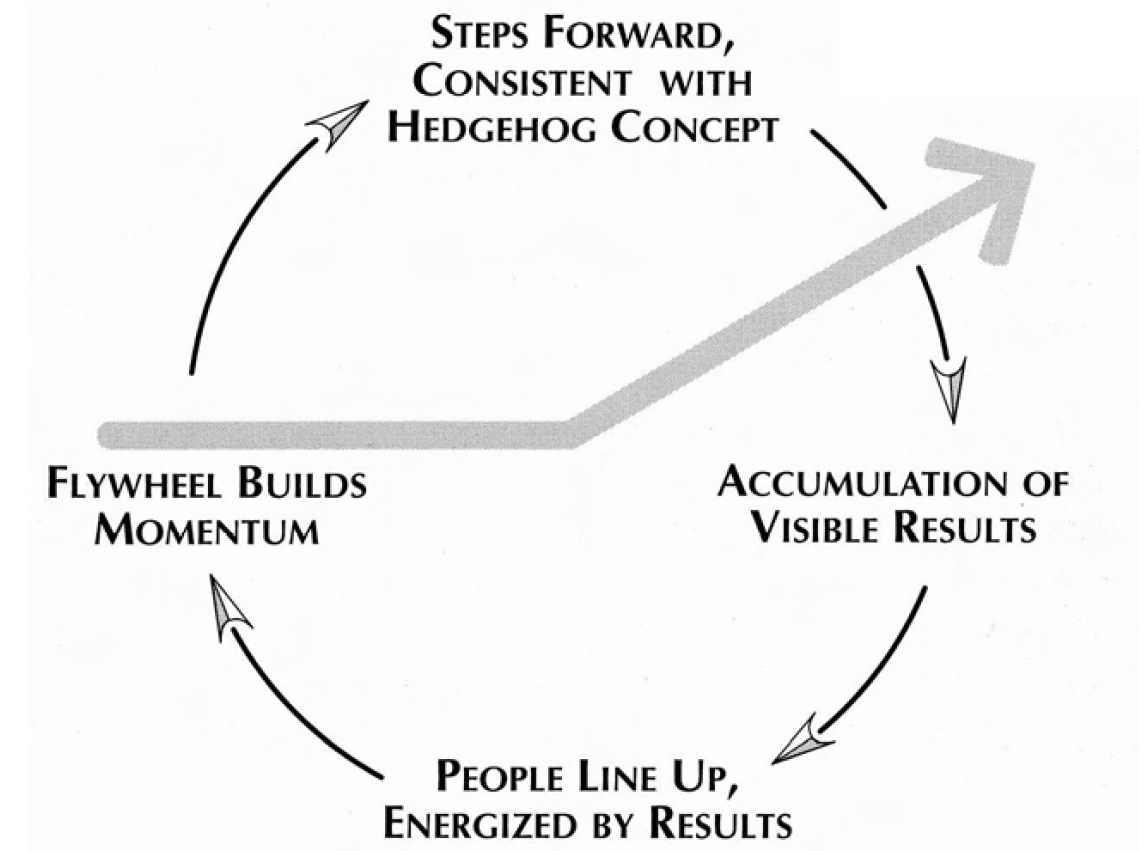 Steps Forward,
Consistent with
Hedgehog Concept
Flywheel Builds
Momentum
Accumulation of
Visible Results
People Line Up,
Energized by Results